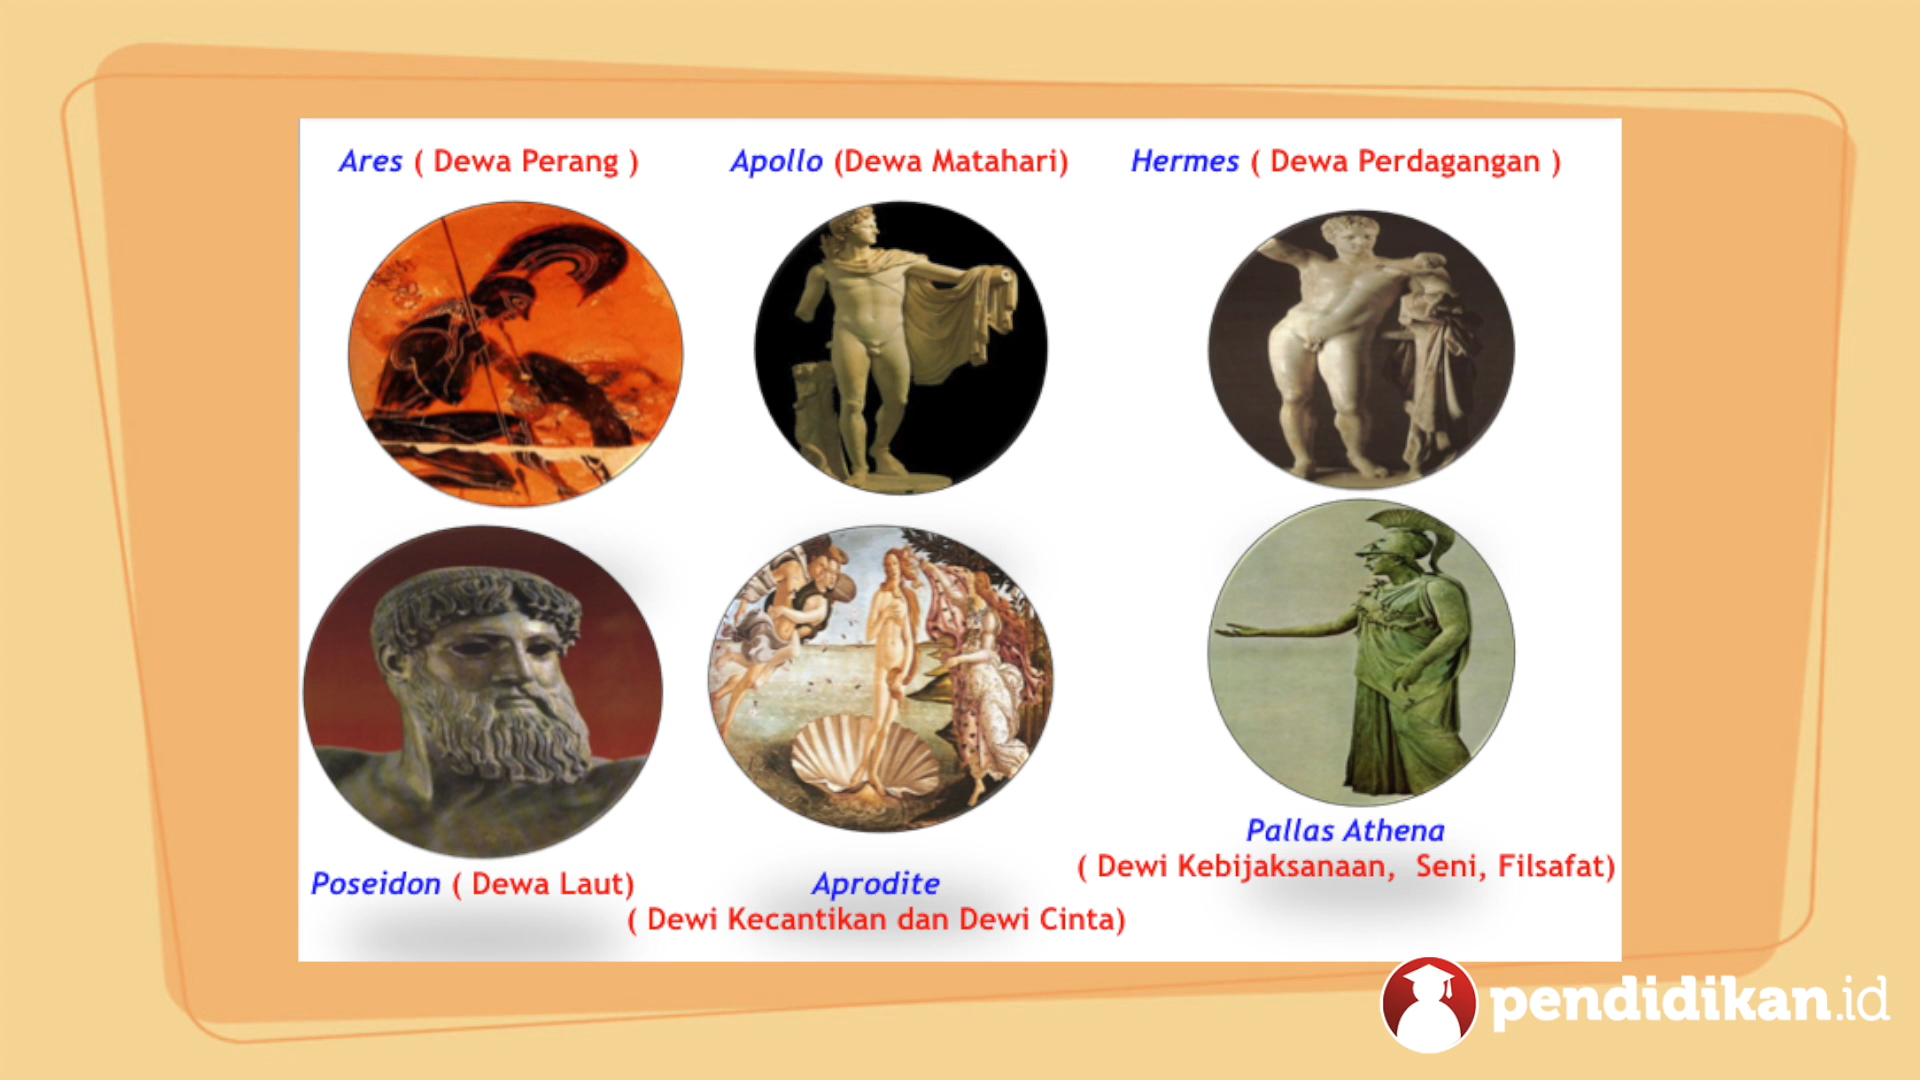 Ares ( Dewa Perang )
Apollo (Dewa Matahari)
Hermes ( Dewa Perdagangan )
Poseidon ( Dewa Laut)
Aprodite
( Dewi Kecantikan dan Dewi Cinta)
Pallas Athena
( Dewi Kebijaksanaan, Seni, Filsafat)
pendidikan.id